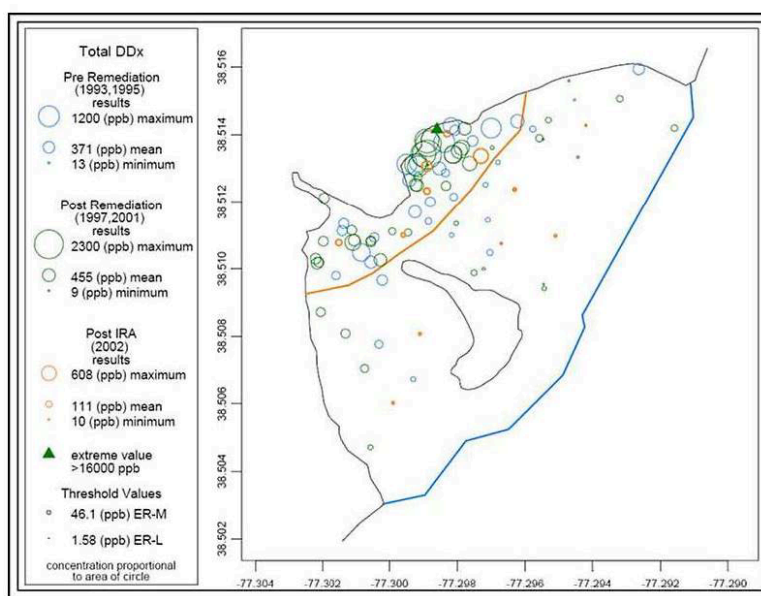 Total DDx
Pre Remediation
(1993,1995)
results
1200 (ppb) maximum
371 (ppb) mean
13 (ppb) minimum
Post Remediation
(1997,2001)
results
2300 (ppb) maximum
455 (ppb) mean
9 (ppb) minimum
Post IRA
(2002)
results
608 (ppb) maximum
111 (ppb) mean
10 (ppb) minimum
extreme value
>16000 ppb
Threshold Values
46.1 (ppb) ER-M
1.58 (ppb) ER-L
concentration proportional
to area of circle
38.516
38.514
38.512
38.510
38.508
38.506
38.504
38.502
-77.304 -77.302 -77.300 -77.298 -77.296 -77.294 -77.292 -77.290